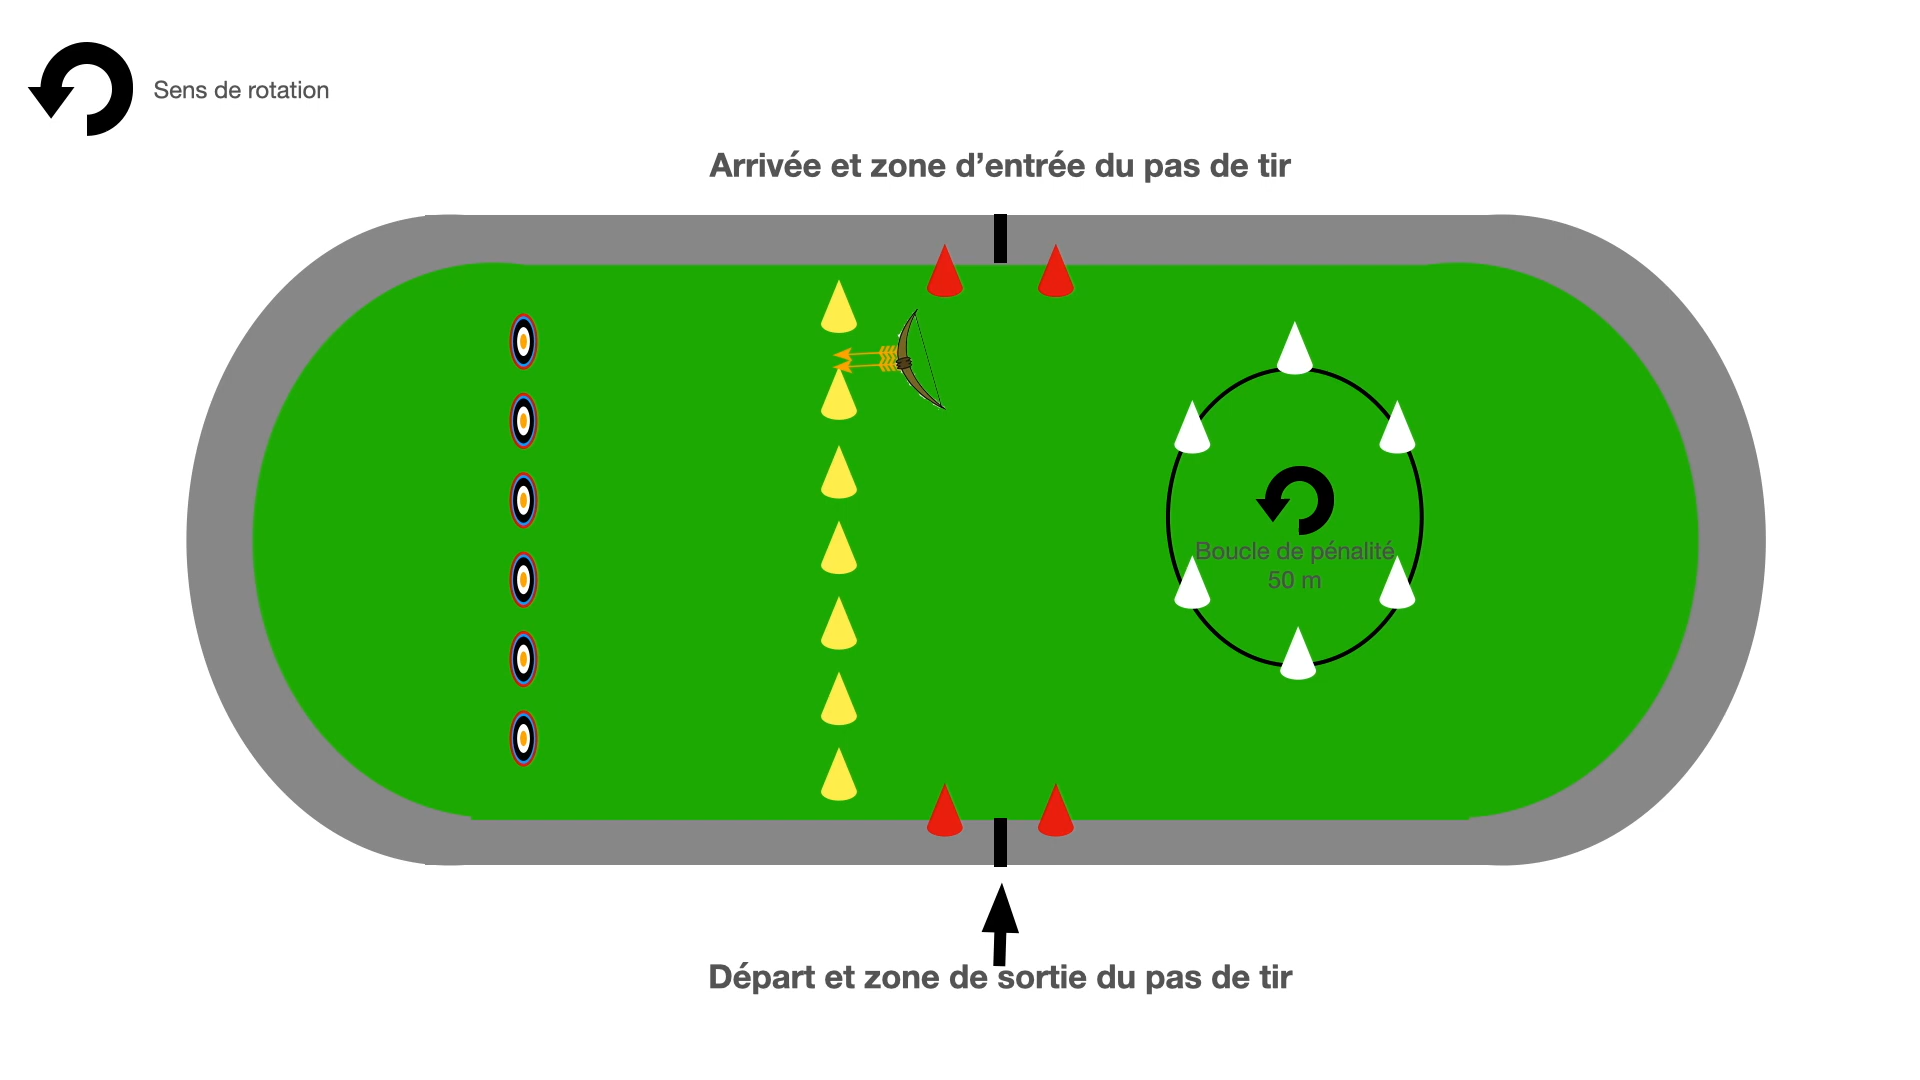 Sens de rotation
Arrivée et zone d’entrée du pas de tir
Boucle de pénalité
50 m
Départ et zone de sortie du pas de tir